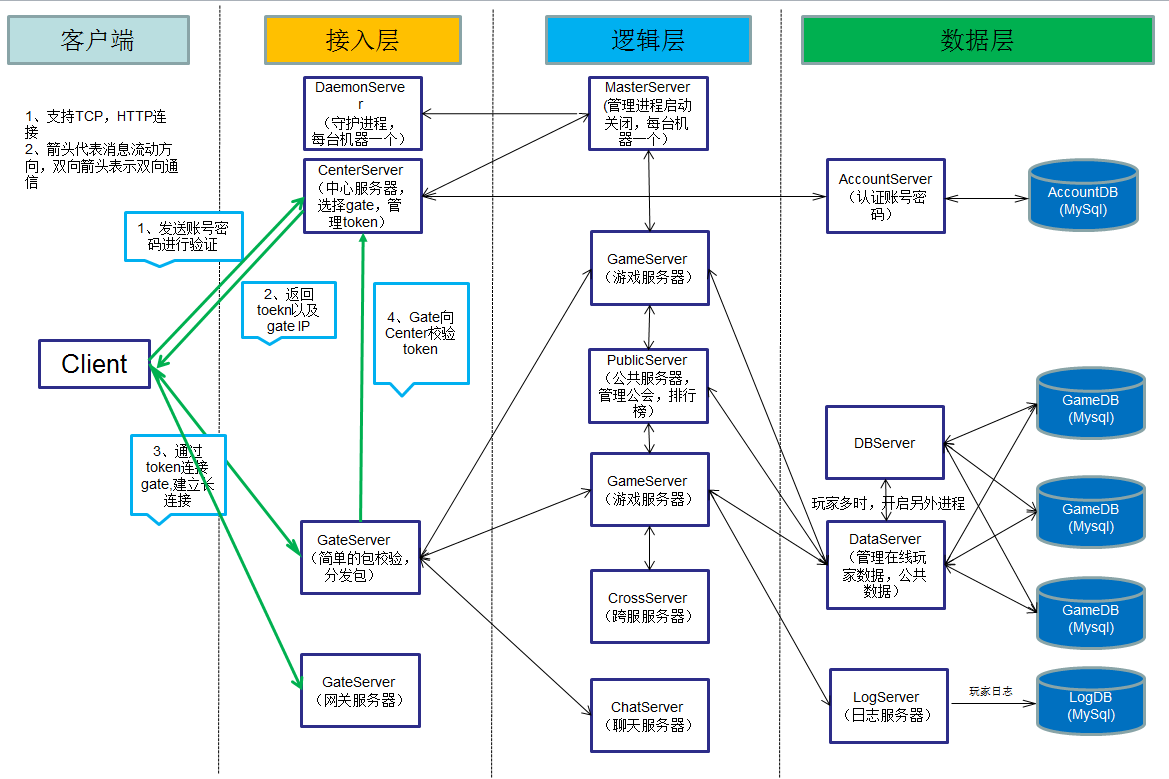 客户端
接入层
逻辑层
数据层
1、支持TCP，HTTP连
接
2、箭头代表消息流动方
向，双向箭头表示双向通
信
DaemonServe
r
（守护进程，
每台机器一个）
CenterServer
（中心服务器，
选择gate，管
理token）
1、发送账号密
码进行验证
2、返回
toekn以及
gate IP
4、Gate向
Center校验
token
Client
3、通过
token连接
gate,建立长
连接
GateServer
（简单的包校验，
分发包）
GateServer
（网关服务器）
MasterServer
(管理进程启动
关闭，每台机
器一个）
GameServer
（游戏服务器）
PublicServer
（公共服务器，
管理公会，排行
榜）
GameServer
（游戏服务器）
CrossServer
（跨服服务器）
ChatServer
（聊天服务器）
AccountServer
（认证账号密
码）
AccountDB
(MySql)
DBServer
玩家多时，开启另外进程
DataServer
（管理在线玩
家数据，公共
数据）
GameDB
(Mysql)
GameDB
(Mysql)
GameDB
(Mysql)
LogServer
（日志服务器）
玩家日志
LogDB
(MySql)